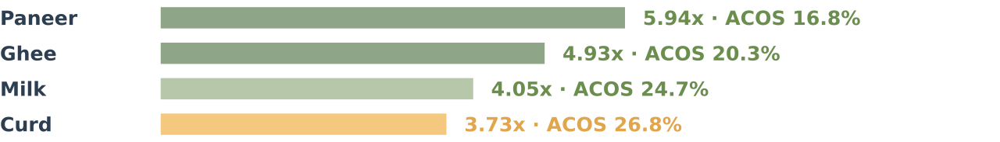 Paneer 5.94x · ACOS 16.8%
Ghee 4.93x · ACOS 20.3%
Milk 4.05x · ACOS 24.7%
Curd 3.73x · ACOS 26.8%